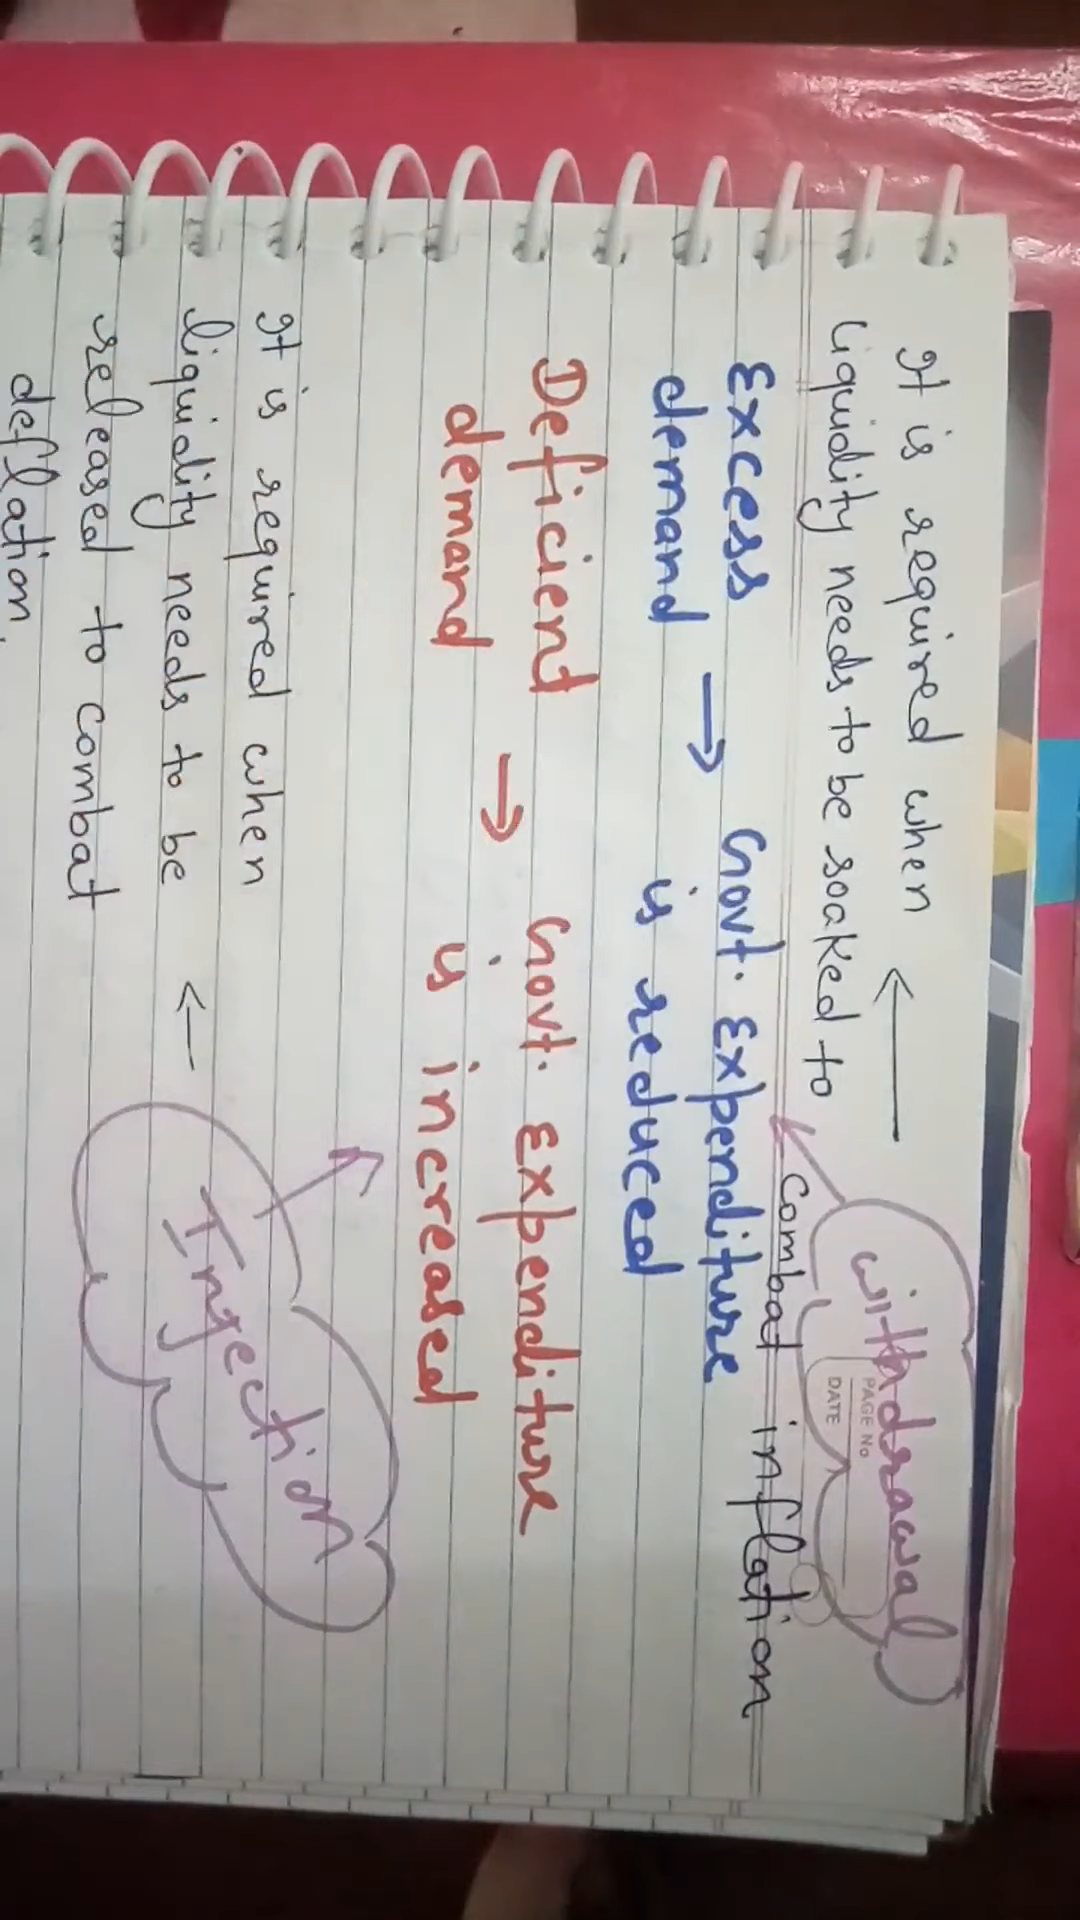 withdrawal
PAGE No
DATE
It is required when ←
liquidity needs to be soaked to
combat inflation
Excess → Govt. Expenditure
demand is reduced
Deficient → Govt. Expenditure
demand is increased
It is required when
liquidity needs to be ←
released to combat
deflation.
Injection